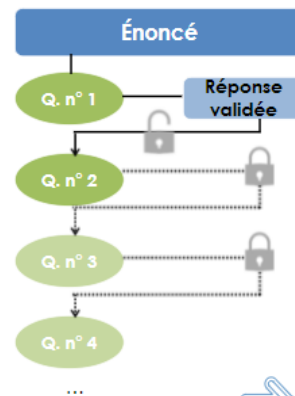 Énoncé
Q. n° 1
Réponse
validée
Q. n° 2
Q. n° 3
Q. n° 4
...